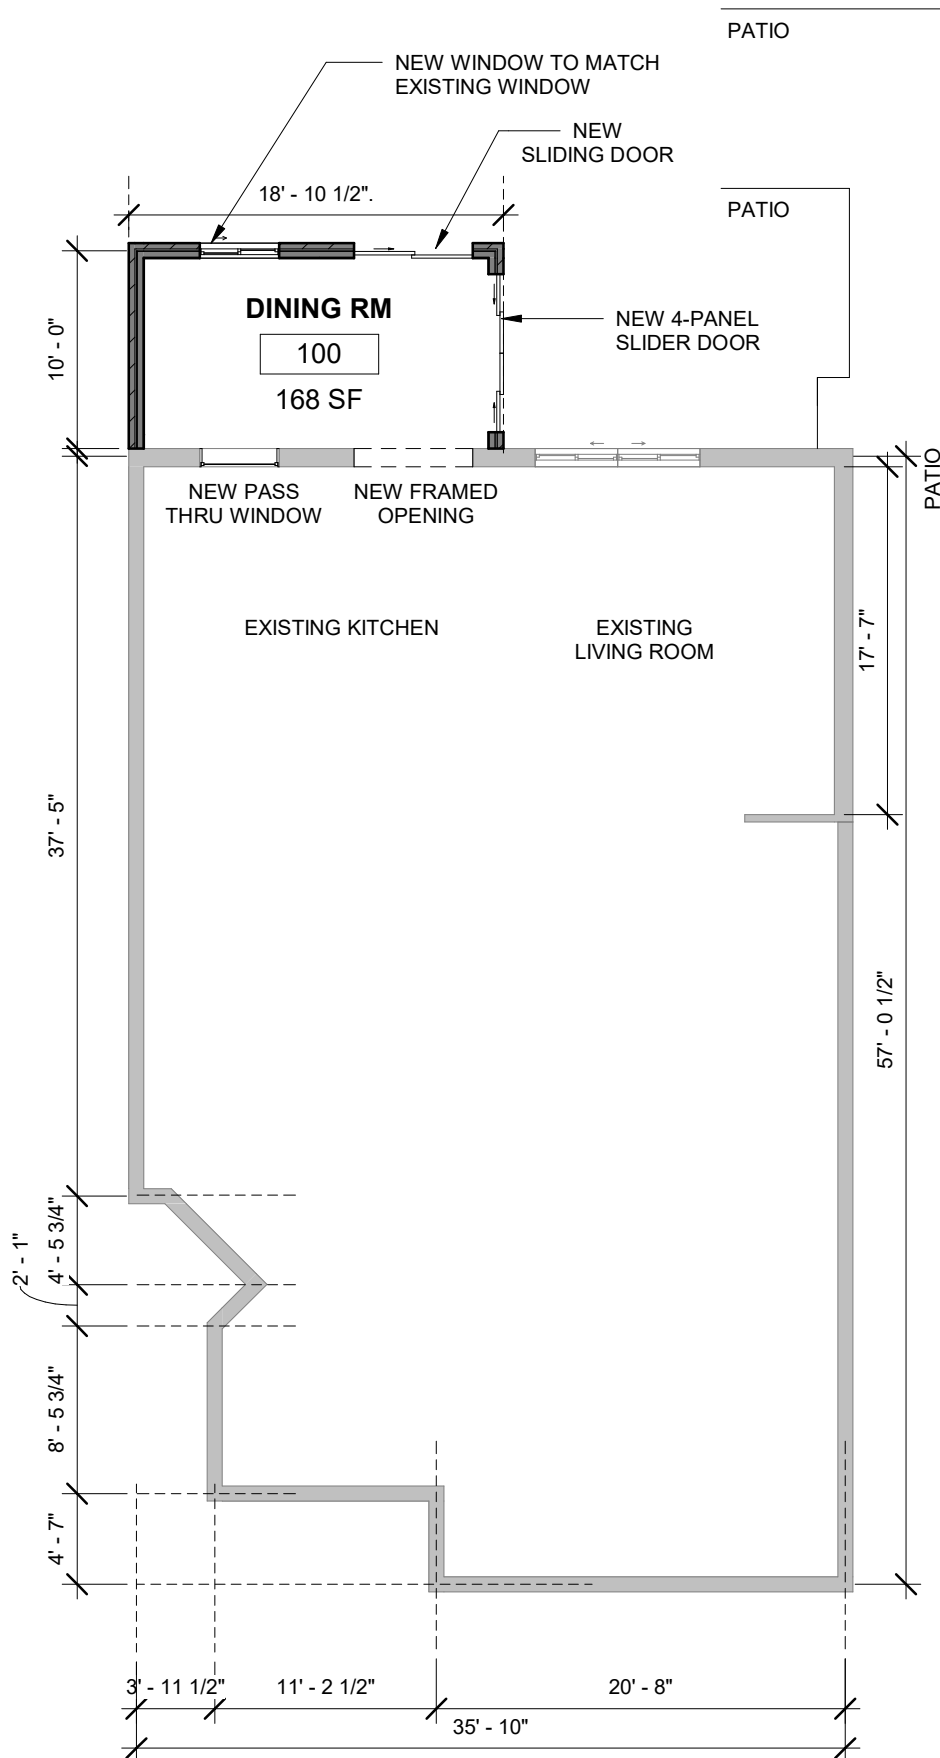 PATIO
NEW WINDOW TO MATCH
EXISTING WINDOW
NEW
SLIDING DOOR
18' - 10 1/2".
PATIO
DINING RM
100
168 SF
10' - 0"
NEW 4-PANEL
SLIDER DOOR
PATIO
NEW PASS
THRU WINDOW
NEW FRAMED
OPENING
EXISTING KITCHEN
EXISTING
LIVING ROOM
17' - 7"
37' - 5"
57' - 0 1/2"
4' - 5 3/4"
2' - 1"
8' - 5 3/4"
4' - 7"
3' - 11 1/2"
11' - 2 1/2"
20' - 8"
35' - 10"